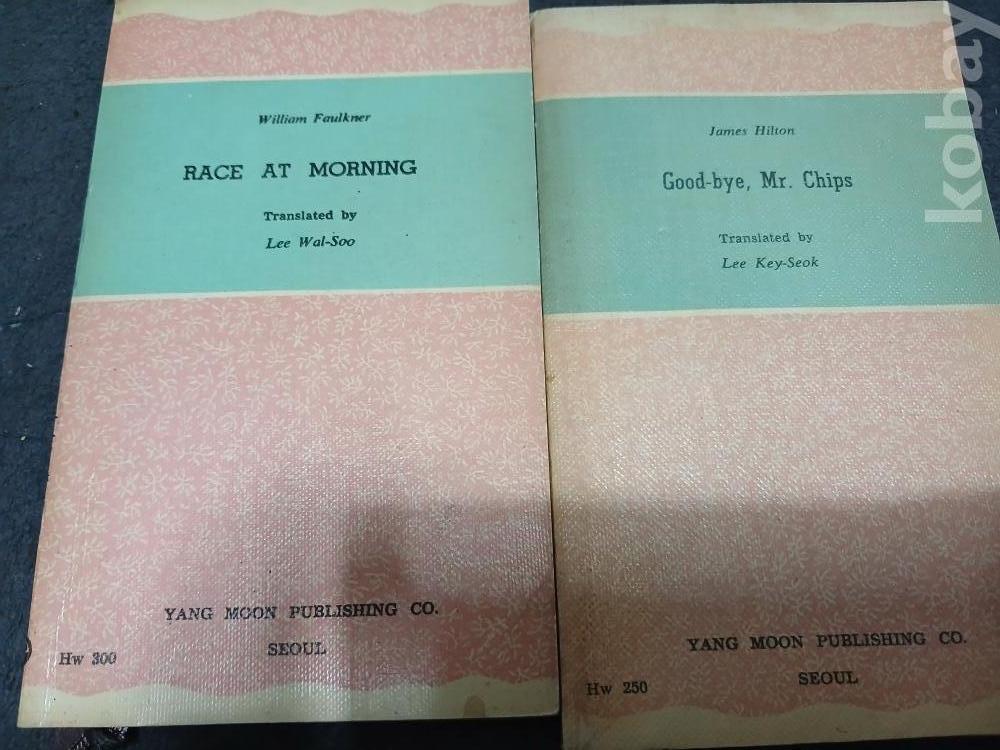 William Faulkner
RACE AT MORNING
Translated by
Lee Wal-Soo
YANG MOON PUBLISHING CO.
SEOUL
Hw 300
James Hilton
Good-bye, Mr. Chips
Translated by
Lee Key-Seok
YANG MOON PUBLISHING CO.
SEOUL
Hw 250
kobay